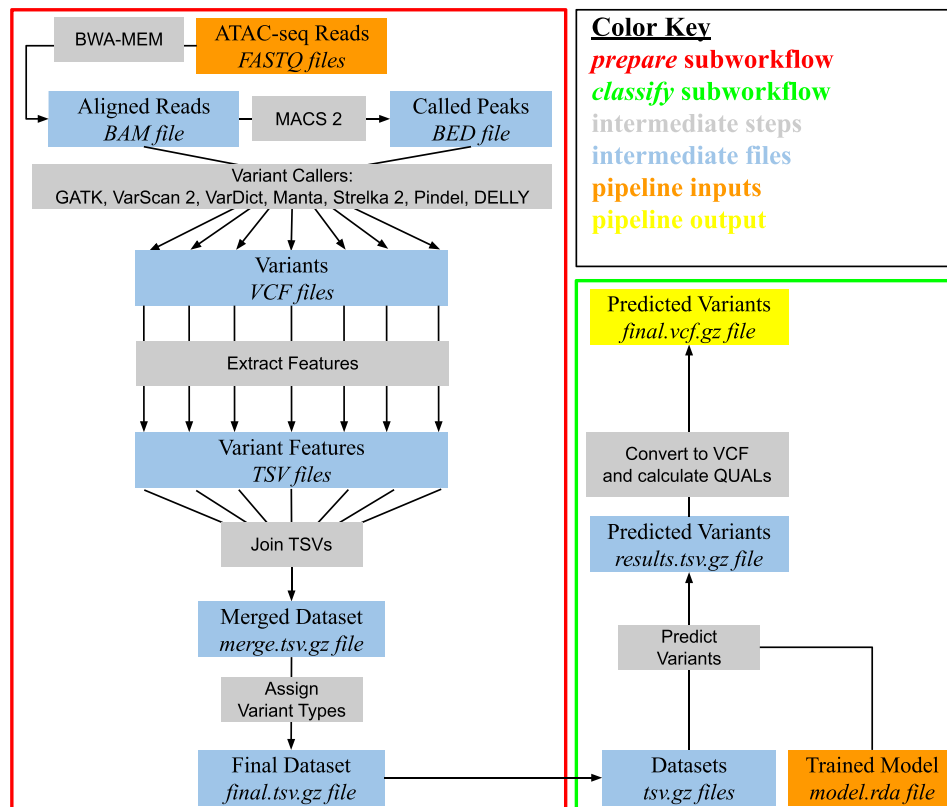 BWA-MEM
ATAC-seq Reads
FASTQ files
Aligned Reads
BAM file
MACS 2
Called Peaks
BED file
Variant Callers:
GATK, VarScan 2, VarDict, Manta, Strelka 2, Pindel, DELLY
Variants
VCF files
Extract Features
Variant Features
TSV files
Join TSVs
Merged Dataset
merge.tsv.gz file
Assign
Variant Types
Final Dataset
final.tsv.gz file
Color Key
prepare subworkflow
classify subworkflow
intermediate steps
intermediate files
pipeline inputs
pipeline output
Predicted Variants
final.vcf.gz file
Convert to VCF
and calculate QUALs
Predicted Variants
results.tsv.gz file
Predict
Variants
Datasets
tsv.gz files
Trained Model
model.rda file